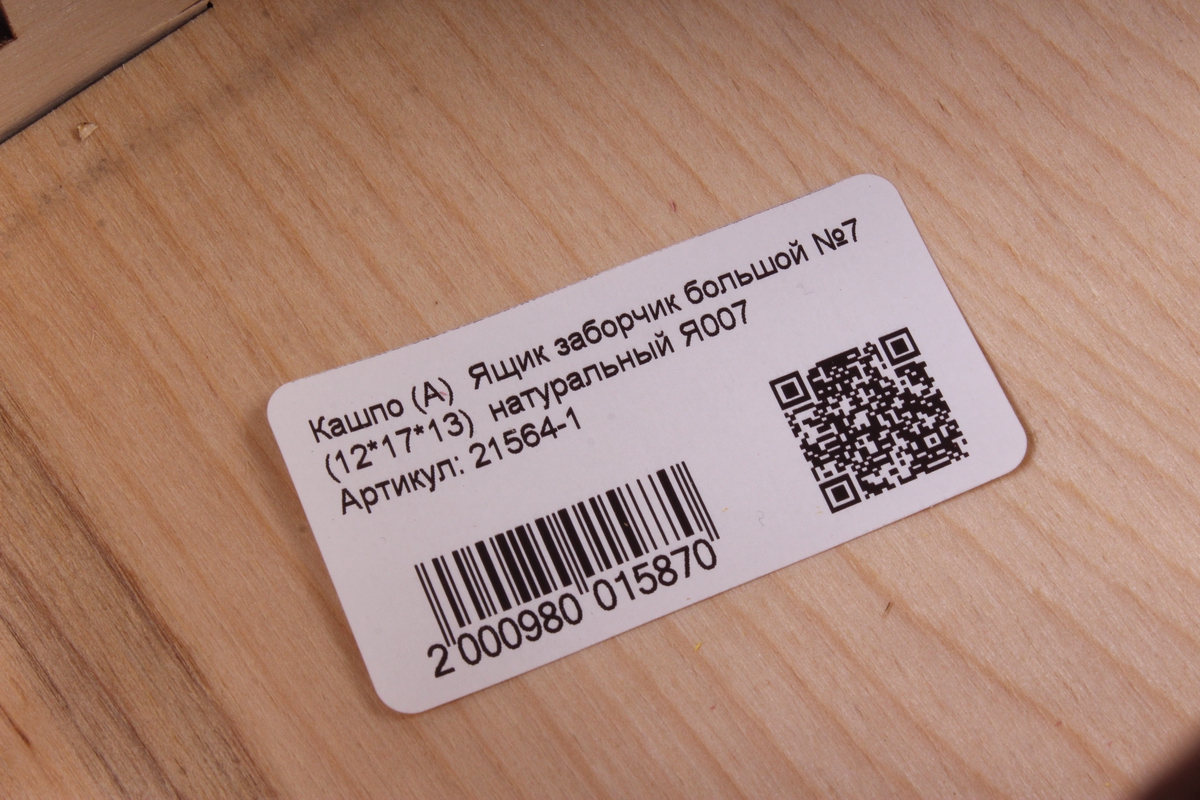 Кашпо (А)  Ящик заборчик большой №7
(12*17*13)  натуральный Я007
Артикул: 21564-1
2 000980 015870